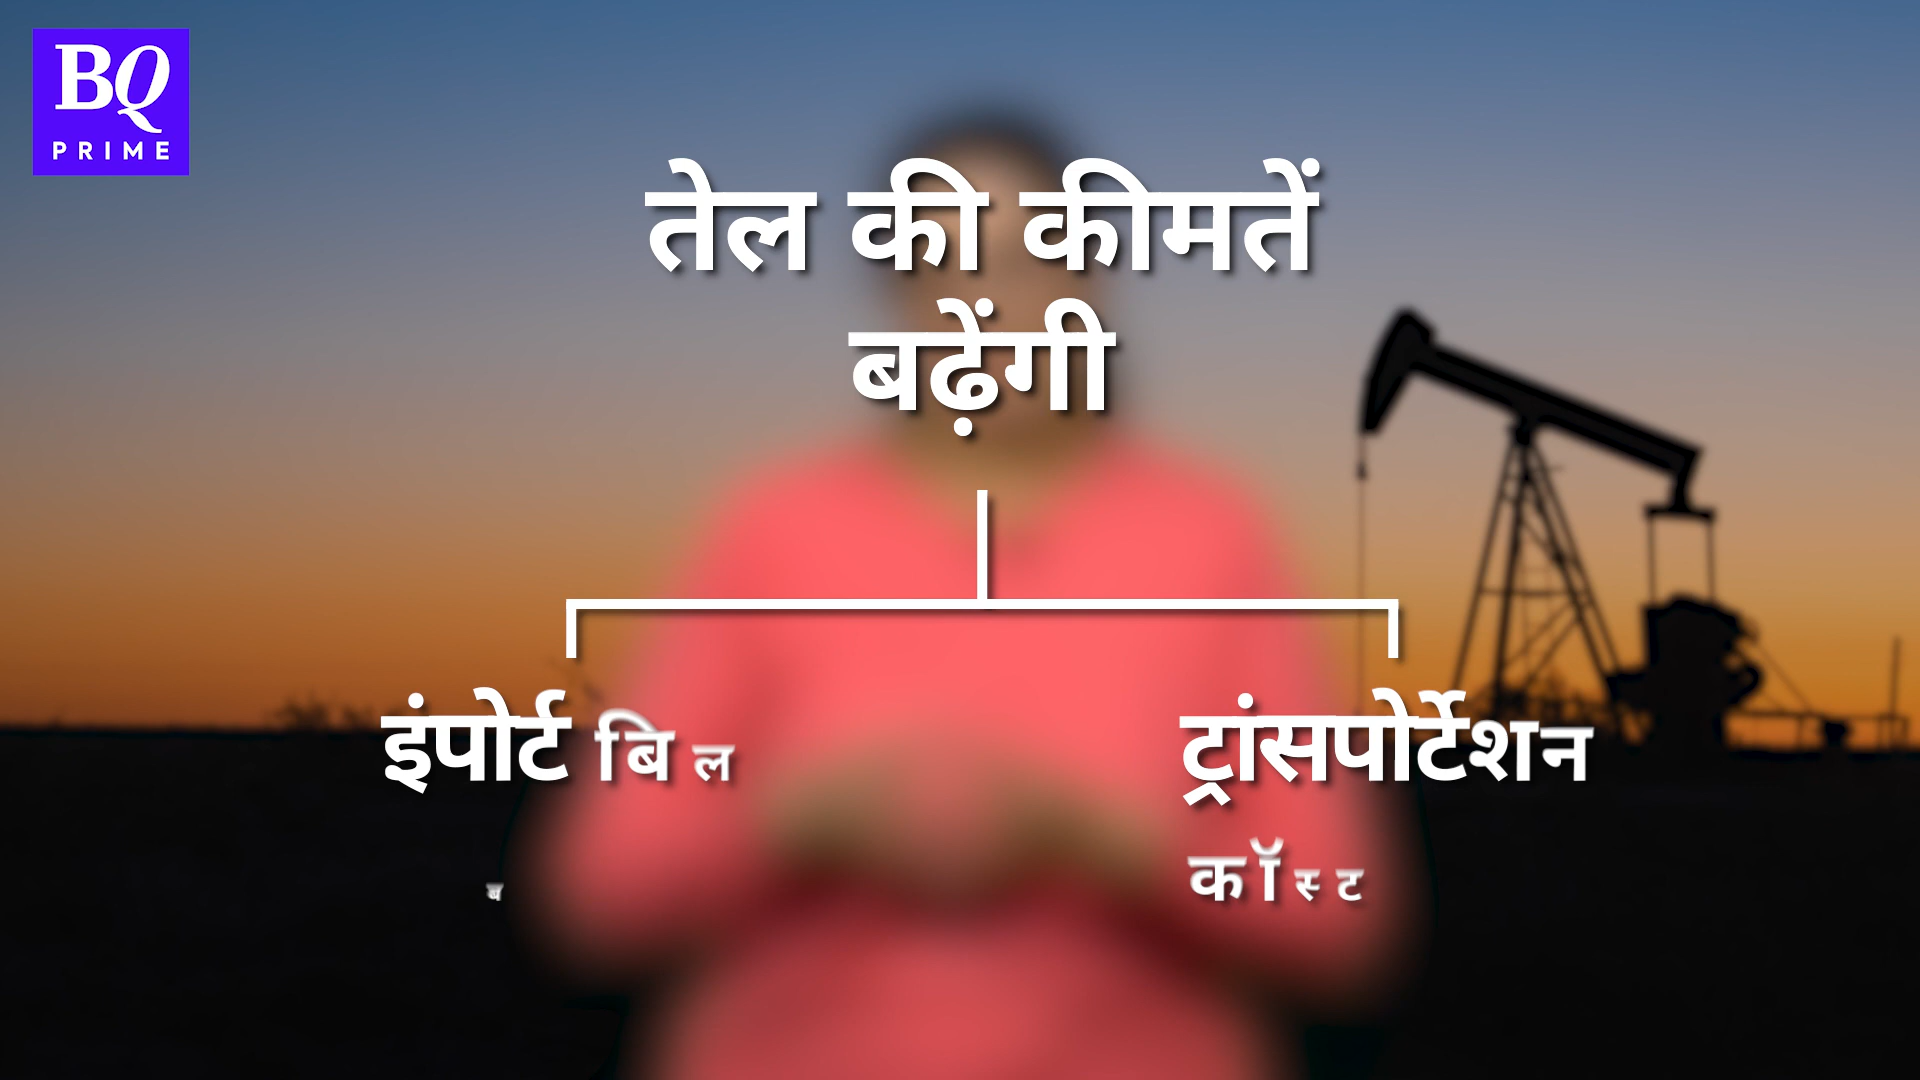 BQ
PRIME
तेल की कीमतें
बढ़ेंगी
इंपोर्ट बिल
ब
ट्रांसपोर्टेशन
कॉस्ट